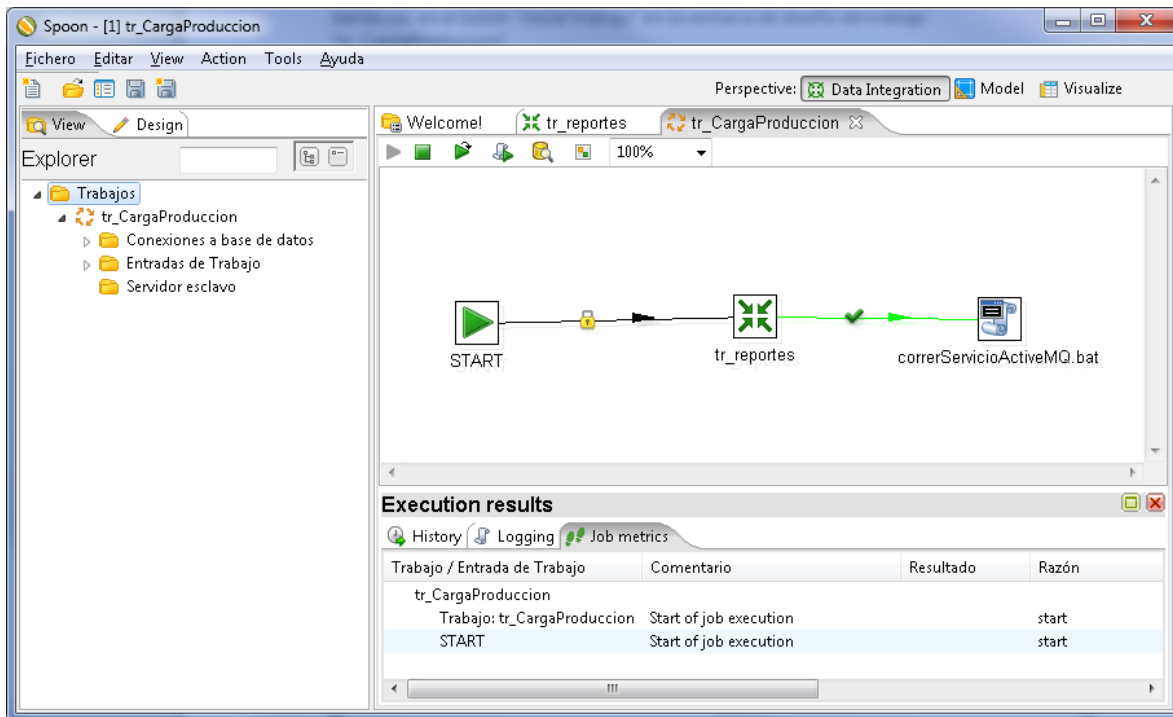 Spoon - [1] tr_CargaProduccion
Fichero Editar View Action Tools Ayuda
Perspective: Data Integration Model Visualize
View Design
Welcome! tr_reportes tr_CargaProduccion
Explorer
100%
Trabajos
tr_CargaProduccion
Conexiones a base de datos
Entradas de Trabajo
Servidor esclavo
START
tr_reportes
correrServicioActiveMQ.bat
Execution results
History Logging Job metrics
Trabajo / Entrada de Trabajo Comentario Resultado Razón
tr_CargaProduccion
Trabajo: tr_CargaProduccion Start of job execution start
START Start of job execution start